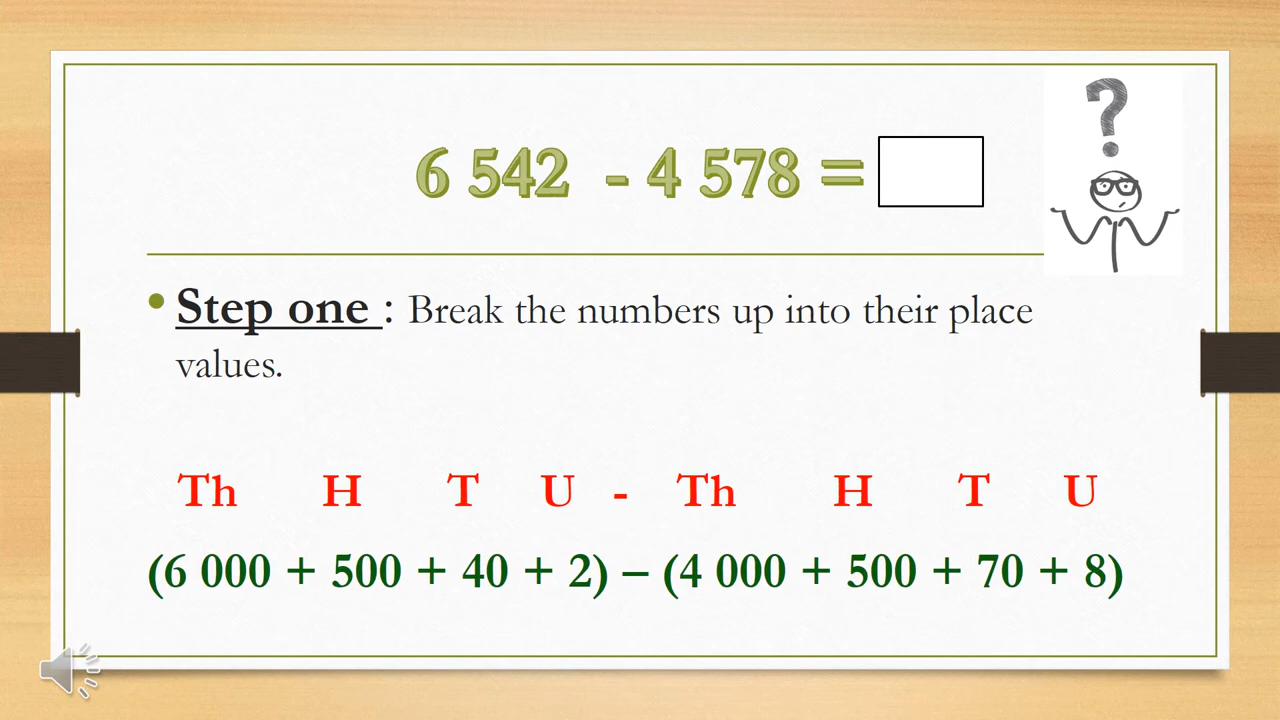 ?
6 542 - 4 578 =
• Step one : Break the numbers up into their place
values.
Th H T U - Th H T U
(6 000 + 500 + 40 + 2) – (4 000 + 500 + 70 + 8)